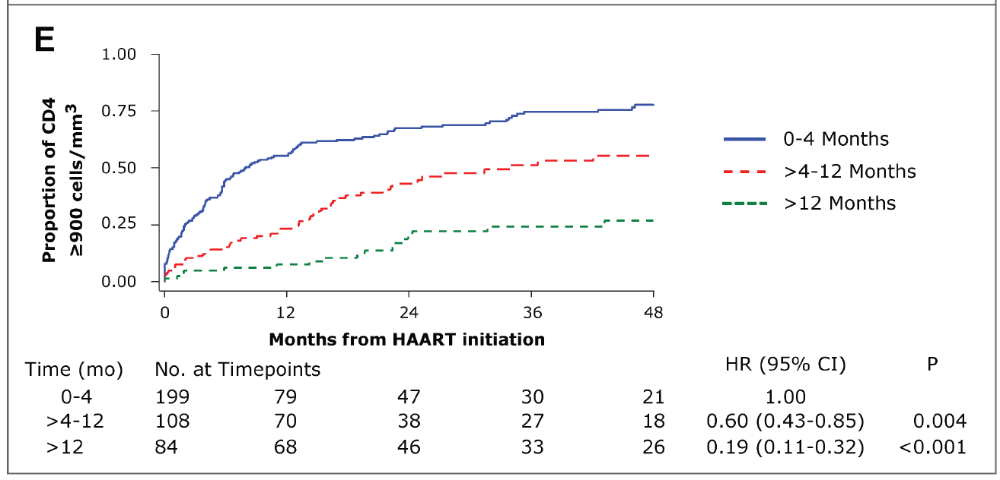 E
1.00
0.75
0.50
0.25
0.00
Proportion of CD4
≥900 cells/mm³
0 12 24 36 48
Months from HAART initiation
0-4 Months
>4-12 Months
>12 Months
Time (mo) No. at Timepoints HR (95% CI) P
0-4 199 79 47 30 21 1.00
>4-12 108 70 38 27 18 0.60 (0.43-0.85) 0.004
>12 84 68 46 33 26 0.19 (0.11-0.32) <0.001